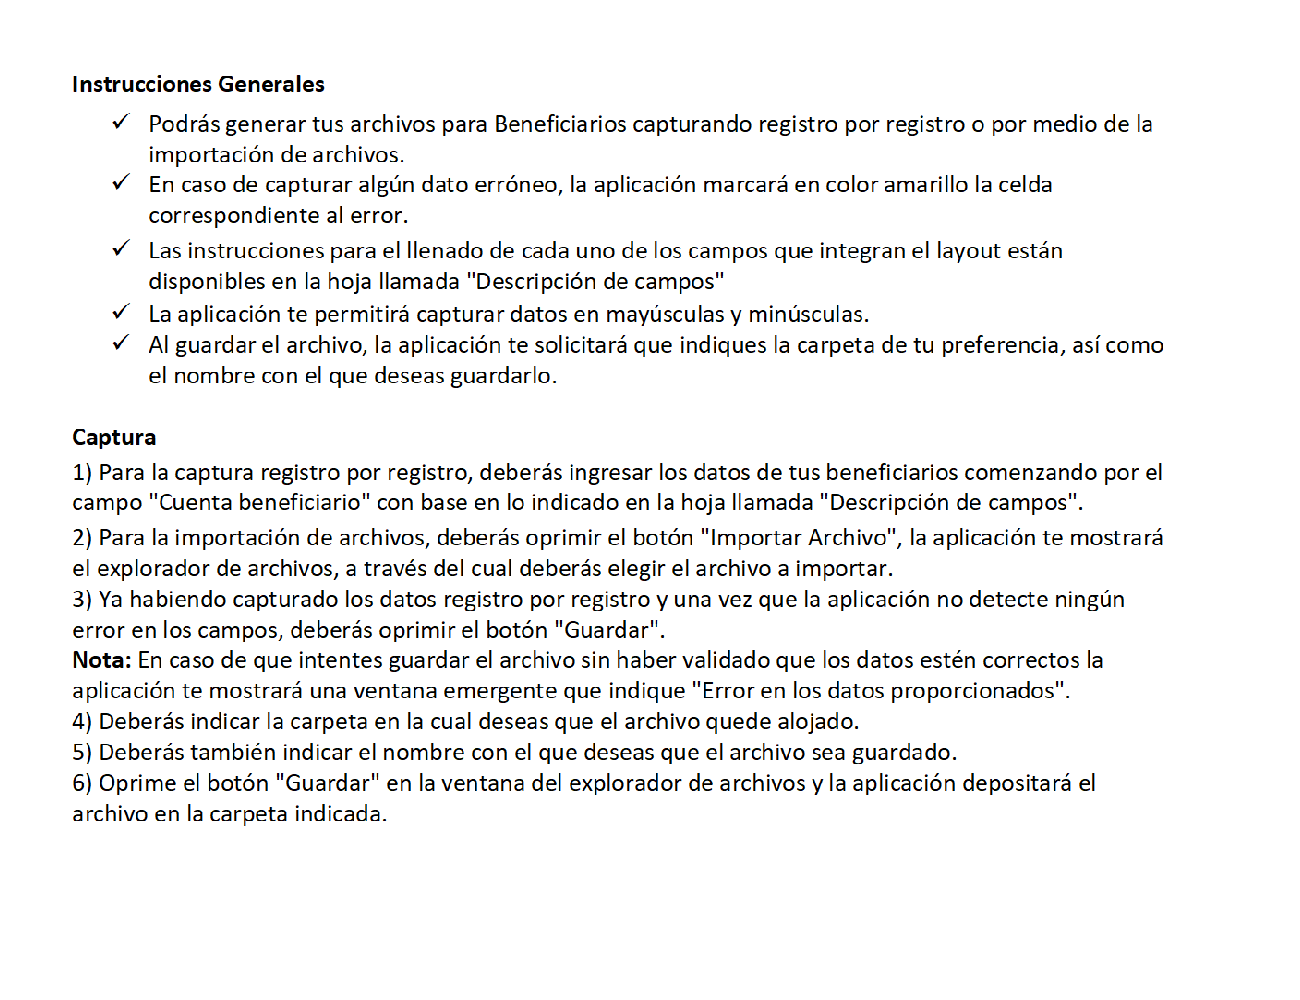 Instrucciones Generales
✓ Podrás generar tus archivos para Beneficiarios capturando registro por registro o por medio de la
importación de archivos.
✓ En caso de capturar algún dato erróneo, la aplicación marcará en color amarillo la celda
correspondiente al error.
✓ Las instrucciones para el llenado de cada uno de los campos que integran el layout están
disponibles en la hoja llamada "Descripción de campos"
✓ La aplicación te permitirá capturar datos en mayúsculas y minúsculas.
✓ Al guardar el archivo, la aplicación te solicitará que indiques la carpeta de tu preferencia, así como
el nombre con el que deseas guardarlo.
Captura
1) Para la captura registro por registro, deberás ingresar los datos de tus beneficiarios comenzando por el
campo "Cuenta beneficiario" con base en lo indicado en la hoja llamada "Descripción de campos".
2) Para la importación de archivos, deberás oprimir el botón "Importar Archivo", la aplicación te mostrará
el explorador de archivos, a través del cual deberás elegir el archivo a importar.
3) Ya habiendo capturado los datos registro por registro y una vez que la aplicación no detecte ningún
error en los campos, deberás oprimir el botón "Guardar".
Nota: En caso de que intentes guardar el archivo sin haber validado que los datos estén correctos la
aplicación te mostrará una ventana emergente que indique "Error en los datos proporcionados".
4) Deberás indicar la carpeta en la cual deseas que el archivo quede alojado.
5) Deberás también indicar el nombre con el que deseas que el archivo sea guardado.
6) Oprime el botón "Guardar" en la ventana del explorador de archivos y la aplicación depositará el
archivo en la carpeta indicada.